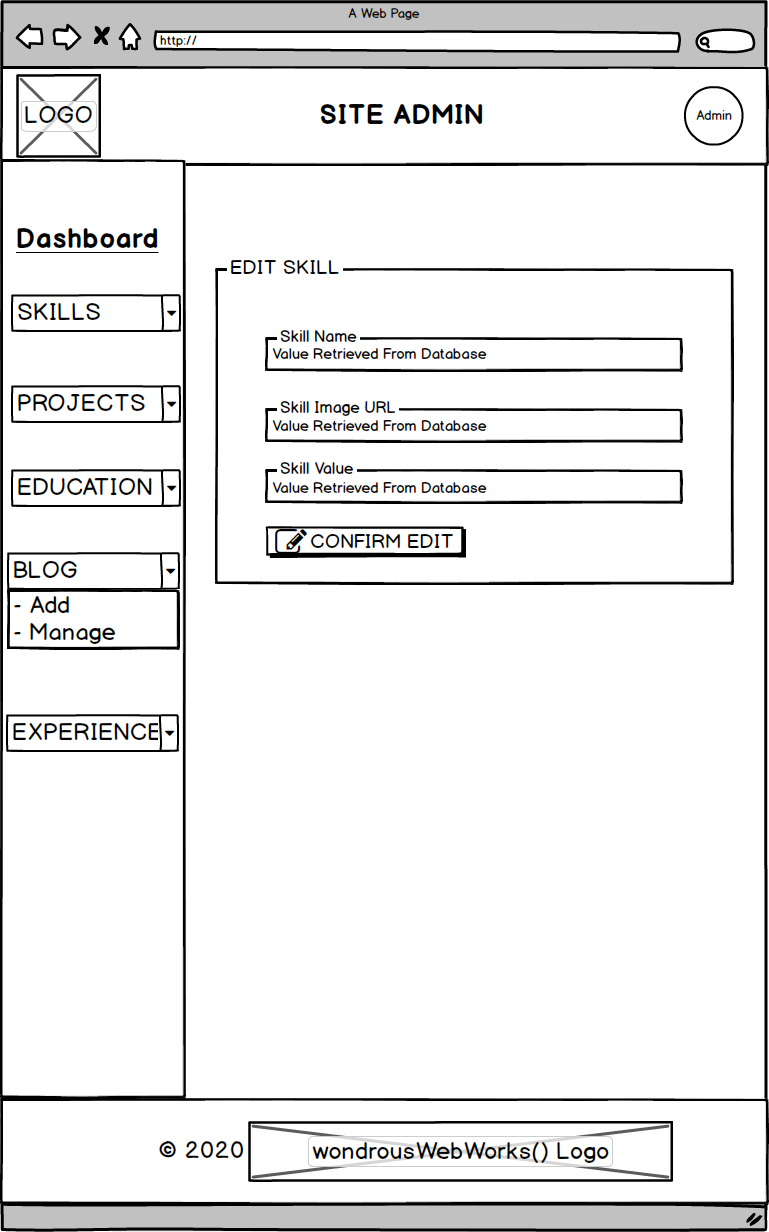 A Web Page
http://
LOGO
SITE ADMIN
Admin
Dashboard
SKILLS
PROJECTS
EDUCATION
BLOG
- Add
- Manage
EXPERIENCE
EDIT SKILL
Skill Name
Value Retrieved From Database
Skill Image URL
Value Retrieved From Database
Skill Value
Value Retrieved From Database
CONFIRM EDIT
© 2020
wondrousWebWorks() Logo